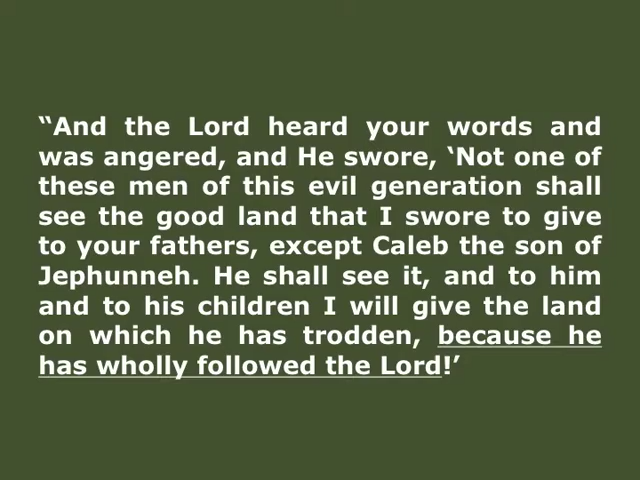 “And the Lord heard your words and
was angered, and He swore, ‘Not one of
these men of this evil generation shall
see the good land that I swore to give
to your fathers, except Caleb the son of
Jephunneh. He shall see it, and to him
and to his children I will give the land
on which he has trodden, because he
has wholly followed the Lord!’